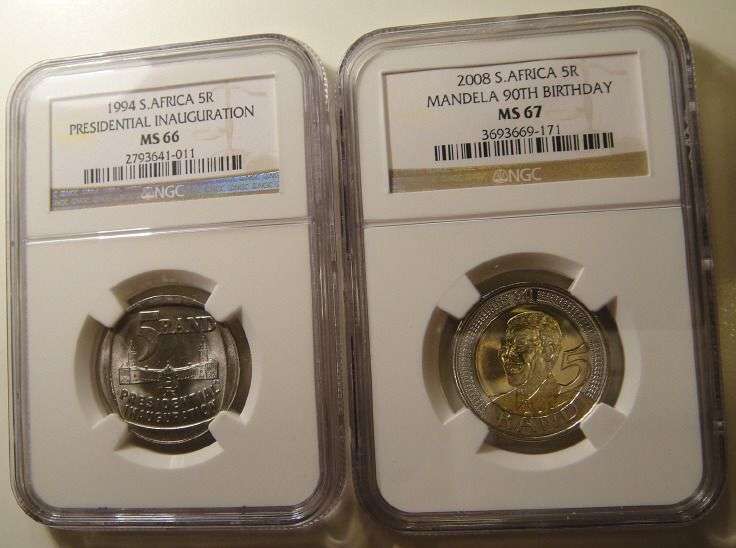 1994 S.AFRICA 5R
PRESIDENTIAL INAUGURATION
MS 66
2793641-011
NGC
5 RAND
PRESIDENTIAL
INAUGURATION
2008 S.AFRICA 5R
MANDELA 90TH BIRTHDAY
MS 67
3693669-171
NGC
5
RAND